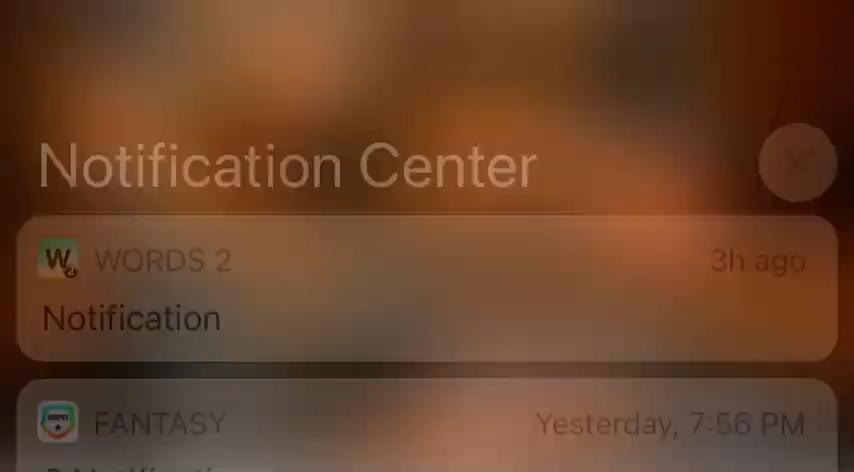 Notification Center
WORDS 2
3h ago
Notification
FANTASY
Yesterday, 7:56 PM